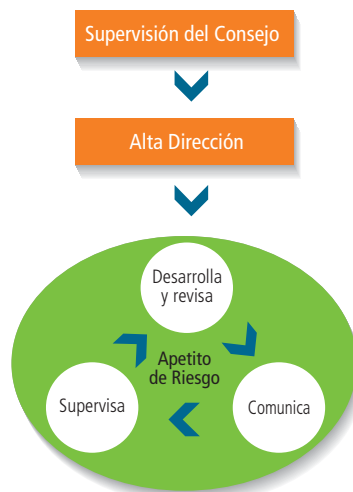 Supervisión del Consejo
Alta Dirección
Desarrolla
y revisa
Apetito
de Riesgo
Supervisa
Comunica